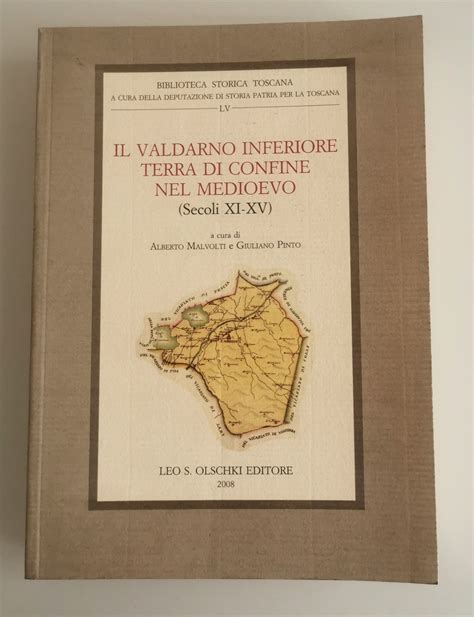 BIBLIOTECA STORICA TOSCANA
A CURA DELLA DEPUTAZIONE DI STORIA PATRIA PER LA TOSCANA
LV
IL VALDARNO INFERIORE
TERRA DI CONFINE
NEL MEDIOEVO
(Secoli XI-XV)
a cura di
ALBERTO MALVOLTI e GIULIANO PINTO
LEO S. OLSCHKI EDITORE
2008